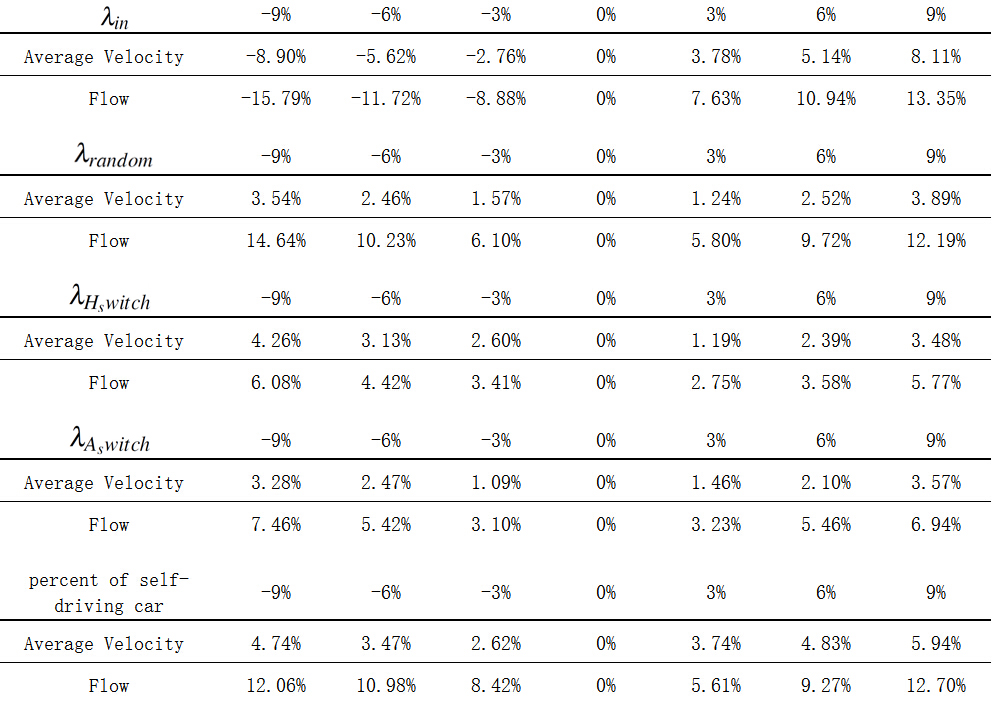 λin -9% -6% -3% 0% 3% 6% 9%
Average Velocity -8.90% -5.62% -2.76% 0% 3.78% 5.14% 8.11%
Flow -15.79% -11.72% -8.88% 0% 7.63% 10.94% 13.35%
λrandom -9% -6% -3% 0% 3% 6% 9%
Average Velocity 3.54% 2.46% 1.57% 0% 1.24% 2.52% 3.89%
Flow 14.64% 10.23% 6.10% 0% 5.80% 9.72% 12.19%
λHswitch -9% -6% -3% 0% 3% 6% 9%
Average Velocity 4.26% 3.13% 2.60% 0% 1.19% 2.39% 3.48%
Flow 6.08% 4.42% 3.41% 0% 2.75% 3.58% 5.77%
λAswitch -9% -6% -3% 0% 3% 6% 9%
Average Velocity 3.28% 2.47% 1.09% 0% 1.46% 2.10% 3.57%
Flow 7.46% 5.42% 3.10% 0% 3.23% 5.46% 6.94%
percent of self-
driving car -9% -6% -3% 0% 3% 6% 9%
Average Velocity 4.74% 3.47% 2.62% 0% 3.74% 4.83% 5.94%
Flow 12.06% 10.98% 8.42% 0% 5.61% 9.27% 12.70%